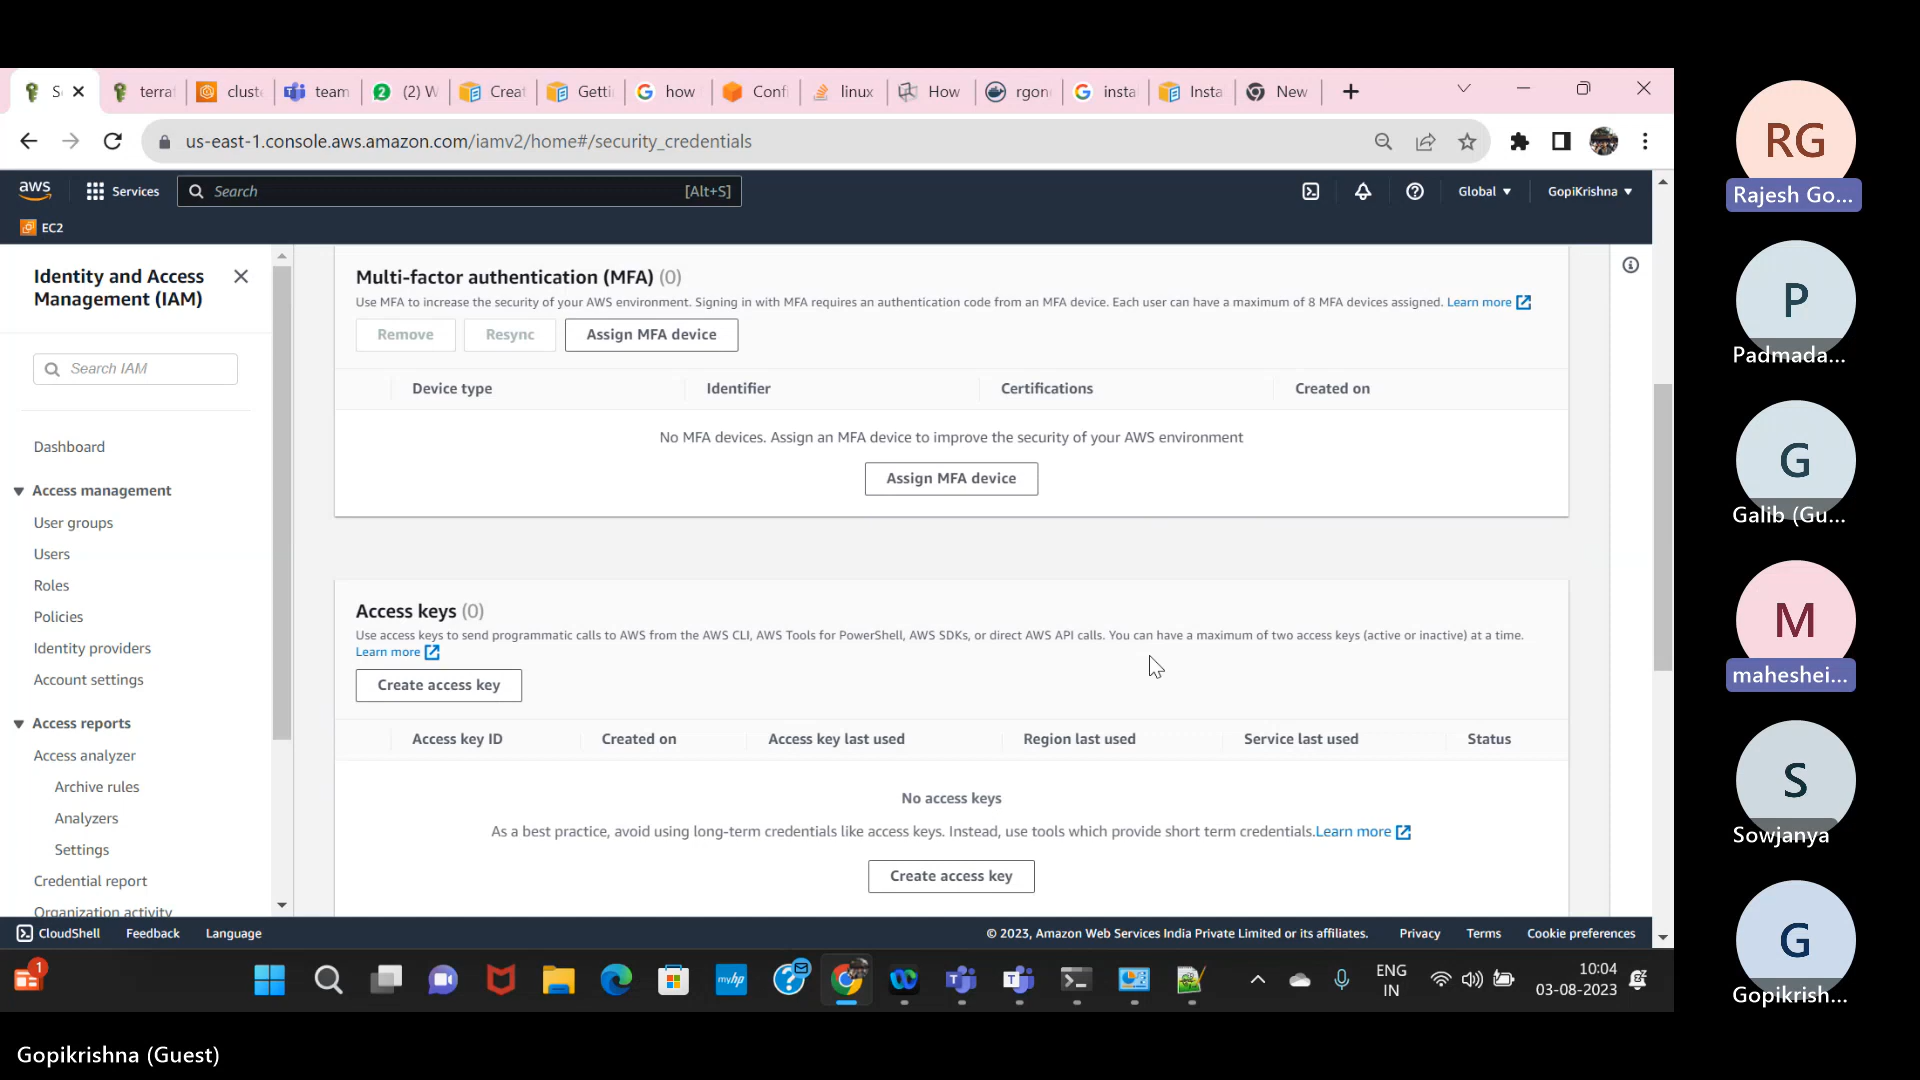 S
terra
cluste
team
(2) W
Creat
Getti
how
Confi
linux
How
rgon
insta
Insta
New
us-east-1.console.aws.amazon.com/iamv2/home#/security_credentials
aws
Services
Search
[Alt+S]
Global
GopiKrishna
EC2
Identity and Access
Management (IAM)
Search IAM
Dashboard
Access management
User groups
Users
Roles
Policies
Identity providers
Account settings
Access reports
Access analyzer
Archive rules
Analyzers
Settings
Credential report
Organization activity
Multi-factor authentication (MFA) (0)
Use MFA to increase the security of your AWS environment. Signing in with MFA requires an authentication code from an MFA device. Each user can have a maximum of 8 MFA devices assigned. Learn more
Remove
Resync
Assign MFA device
Device type
Identifier
Certifications
Created on
No MFA devices. Assign an MFA device to improve the security of your AWS environment
Assign MFA device
Access keys (0)
Use access keys to send programmatic calls to AWS from the AWS CLI, AWS Tools for PowerShell, AWS SDKs, or direct AWS API calls. You can have a maximum of two access keys (active or inactive) at a time.
Learn more
Create access key
Access key ID
Created on
Access key last used
Region last used
Service last used
Status
No access keys
As a best practice, avoid using long-term credentials like access keys. Instead, use tools which provide short term credentials.Learn more
Create access key
CloudShell
Feedback
Language
© 2023, Amazon Web Services India Private Limited or its affiliates.
Privacy
Terms
Cookie preferences
1
myhp
ENG
IN
10:04
03-08-2023
RG
Rajesh Go...
P
Padmada...
G
Galib (Gu...
M
maheshei...
S
Sowjanya
G
Gopikrish...
Gopikrishna (Guest)